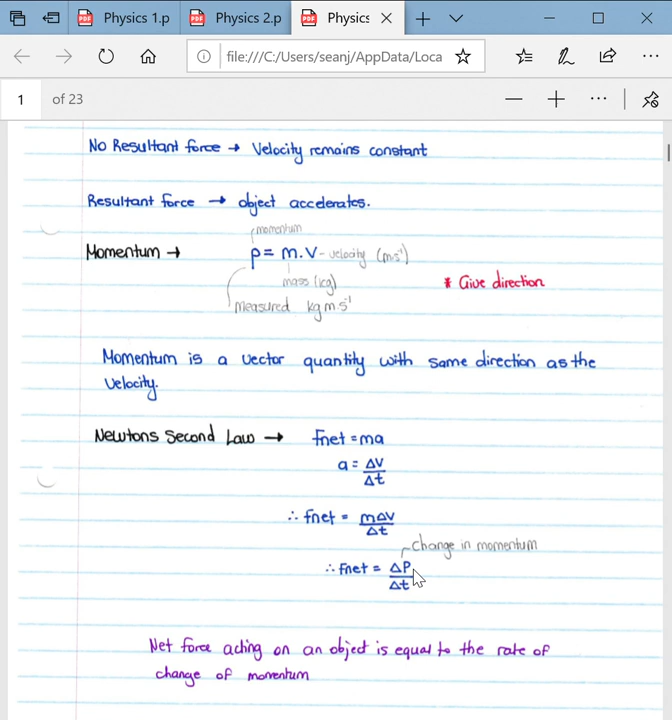 Physics 1.p
Physics 2.p
Physics
file:///C:/Users/seanj/AppData/Loca
1 of 23
No Resultant force → Velocity remains constant
Resultant force → object accelerates.
momentum
Momentum → p = m.v - velocity (ms⁻¹)
mass (kg)
* Give direction
measured kgms⁻¹
Momentum is a vector quantity with same direction as the
velocity.
Newtons Second Law → Fnet = ma
a = Δv
Δt
∴ fnet = mΔv
Δt
change in momentum
∴ fnet = ΔP
Δt
Net force acting on an object is equal to the rate of
change of momentum